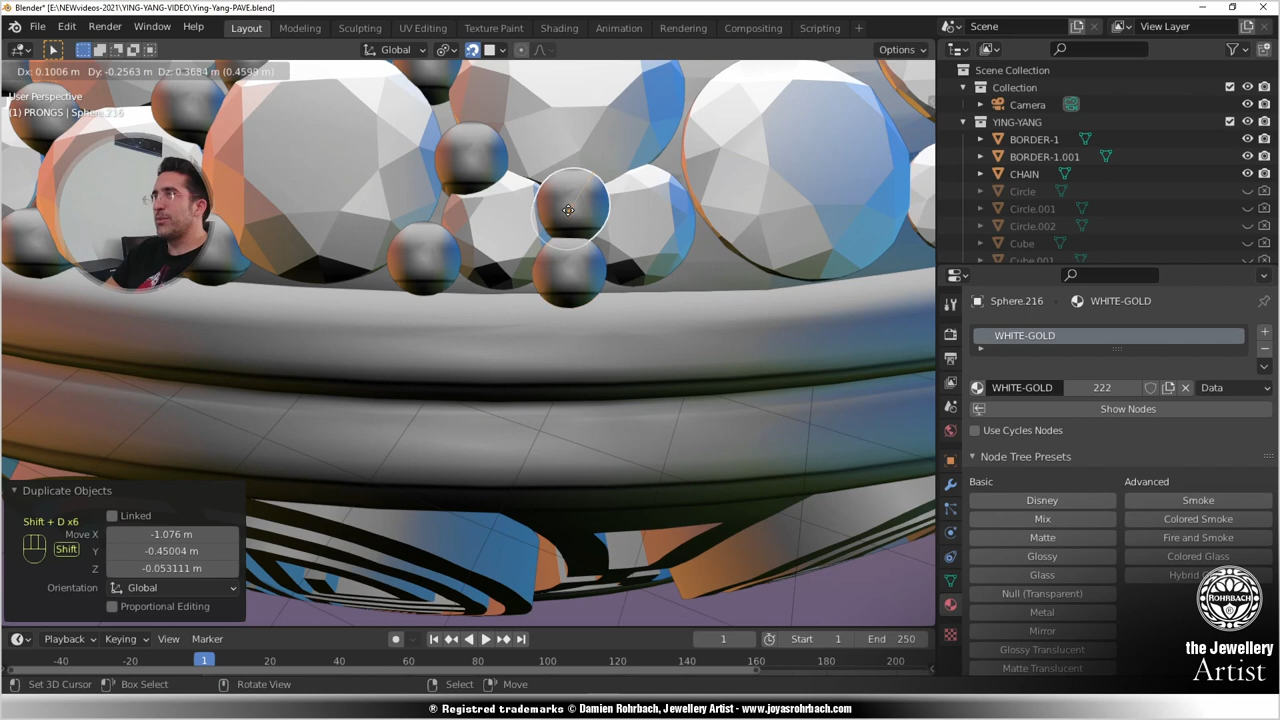 Blender* [E:\NEWvideos-2021\YING-YANG-VIDEO\Ying-Yang-PAVE.blend]
File Edit Render Window Help Layout Modeling Sculpting UV Editing Texture Paint Shading Animation Rendering Compositing Scripting + Scene View Layer
Global Options
Dx: 0.1006 m Dy: -0.2563 m Dz: 0.3684 m (0.4599 m)
User Perspective
(1) PRONGS | Sphere.216
Scene Collection
Collection
Camera
YING-YANG
BORDER-1
BORDER-1.001
CHAIN
Circle
Circle.001
Circle.002
Cube
Cube.001
Sphere.216 WHITE-GOLD
WHITE-GOLD
WHITE-GOLD 222 Data
Show Nodes
Use Cycles Nodes
Node Tree Presets
Basic Advanced
Disney Smoke
Mix Colored Smoke
Matte Fire and Smoke
Glossy Colored Glass
Glass
Null (Transparent)
Metal
Mirror
Glossy Translucent
Matte Translucent
Duplicate Objects
Linked
Shift + D x6
Move X -1.076 m
Shift
Y -0.45004 m
Z -0.053111 m
Orientation Global
Proportional Editing
ROHRBACH
the Jewellery
Artist
Playback Keying View Marker 1 Start 1 End 250
-40 -20 1 20 40 60 80 100 120 140 160 180 200
Set 3D Cursor Box Select Rotate View Select Move
® Registered trademarks © Damien Rohrbach, Jewellery Artist - www.joyasrohrbach.com